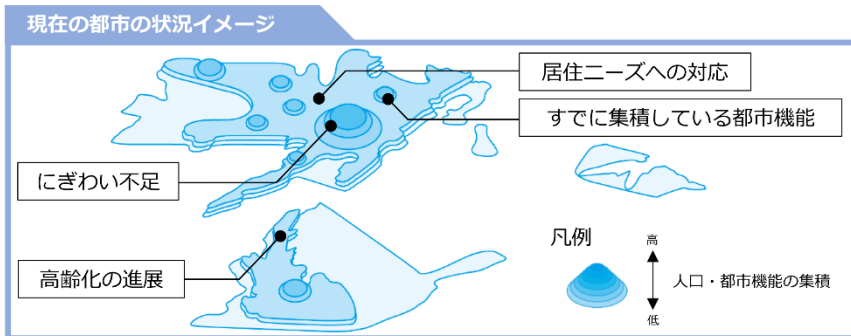 現在の都市の状況イメージ
居住ニーズへの対応
すでに集積している都市機能
にぎわい不足
高齢化の進展
凡例
高
人口・都市機能の集積
低